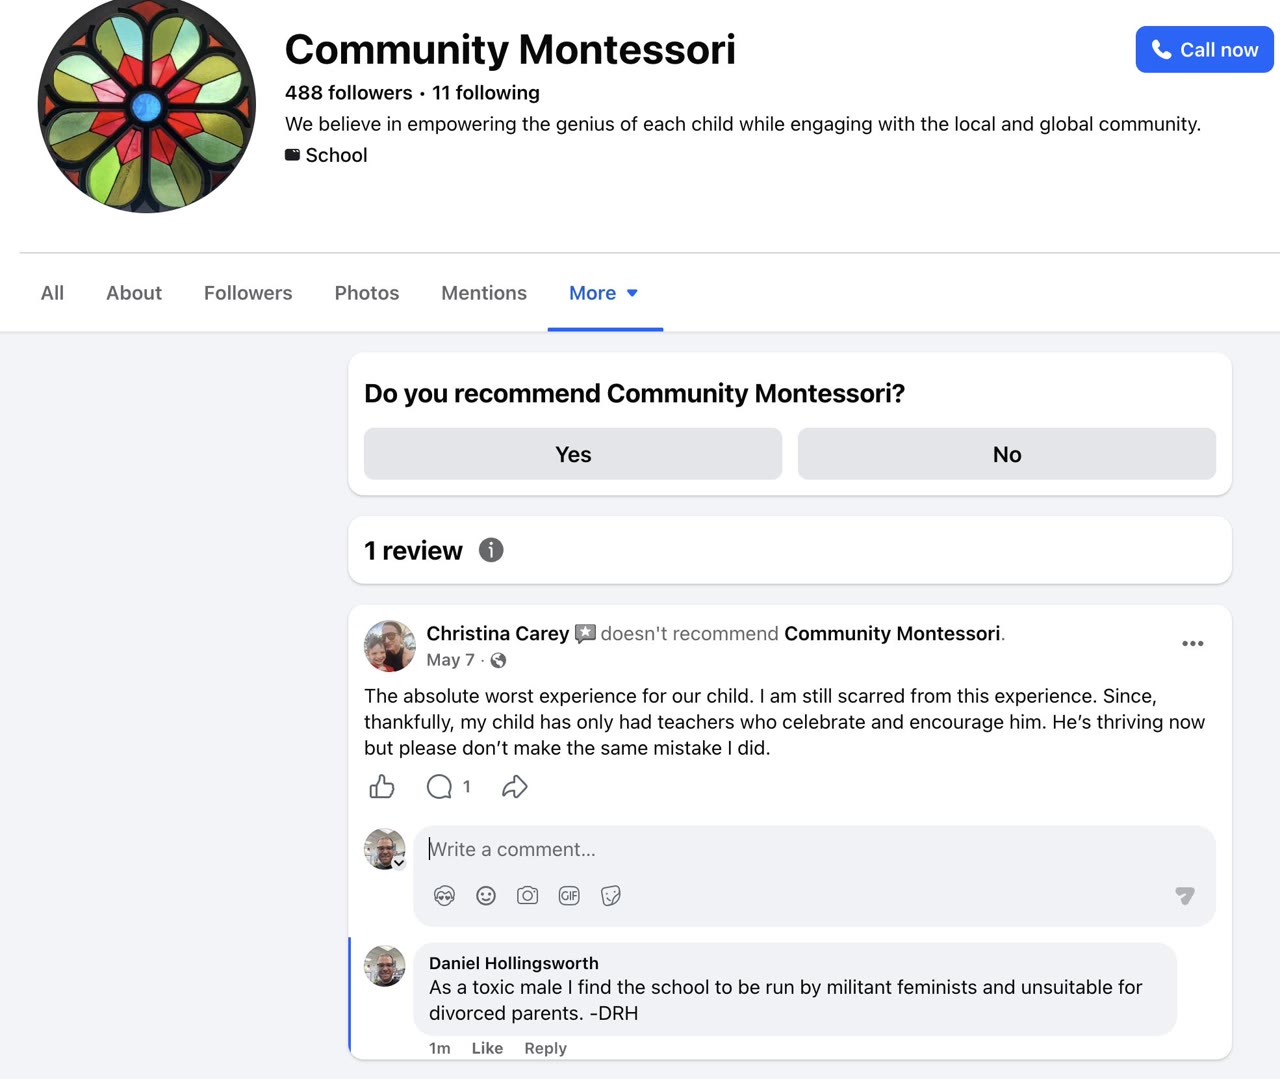 Community Montessori
Call now
488 followers · 11 following
We believe in empowering the genius of each child while engaging with the local and global community.
School
All About Followers Photos Mentions More
Do you recommend Community Montessori?
Yes No
1 review
Christina Carey doesn't recommend Community Montessori.
May 7 ·
The absolute worst experience for our child. I am still scarred from this experience. Since,
thankfully, my child has only had teachers who celebrate and encourage him. He’s thriving now
but please don’t make the same mistake I did.
1
Write a comment...
GIF
Daniel Hollingsworth
As a toxic male I find the school to be run by militant feminists and unsuitable for
divorced parents. -DRH
1m Like Reply